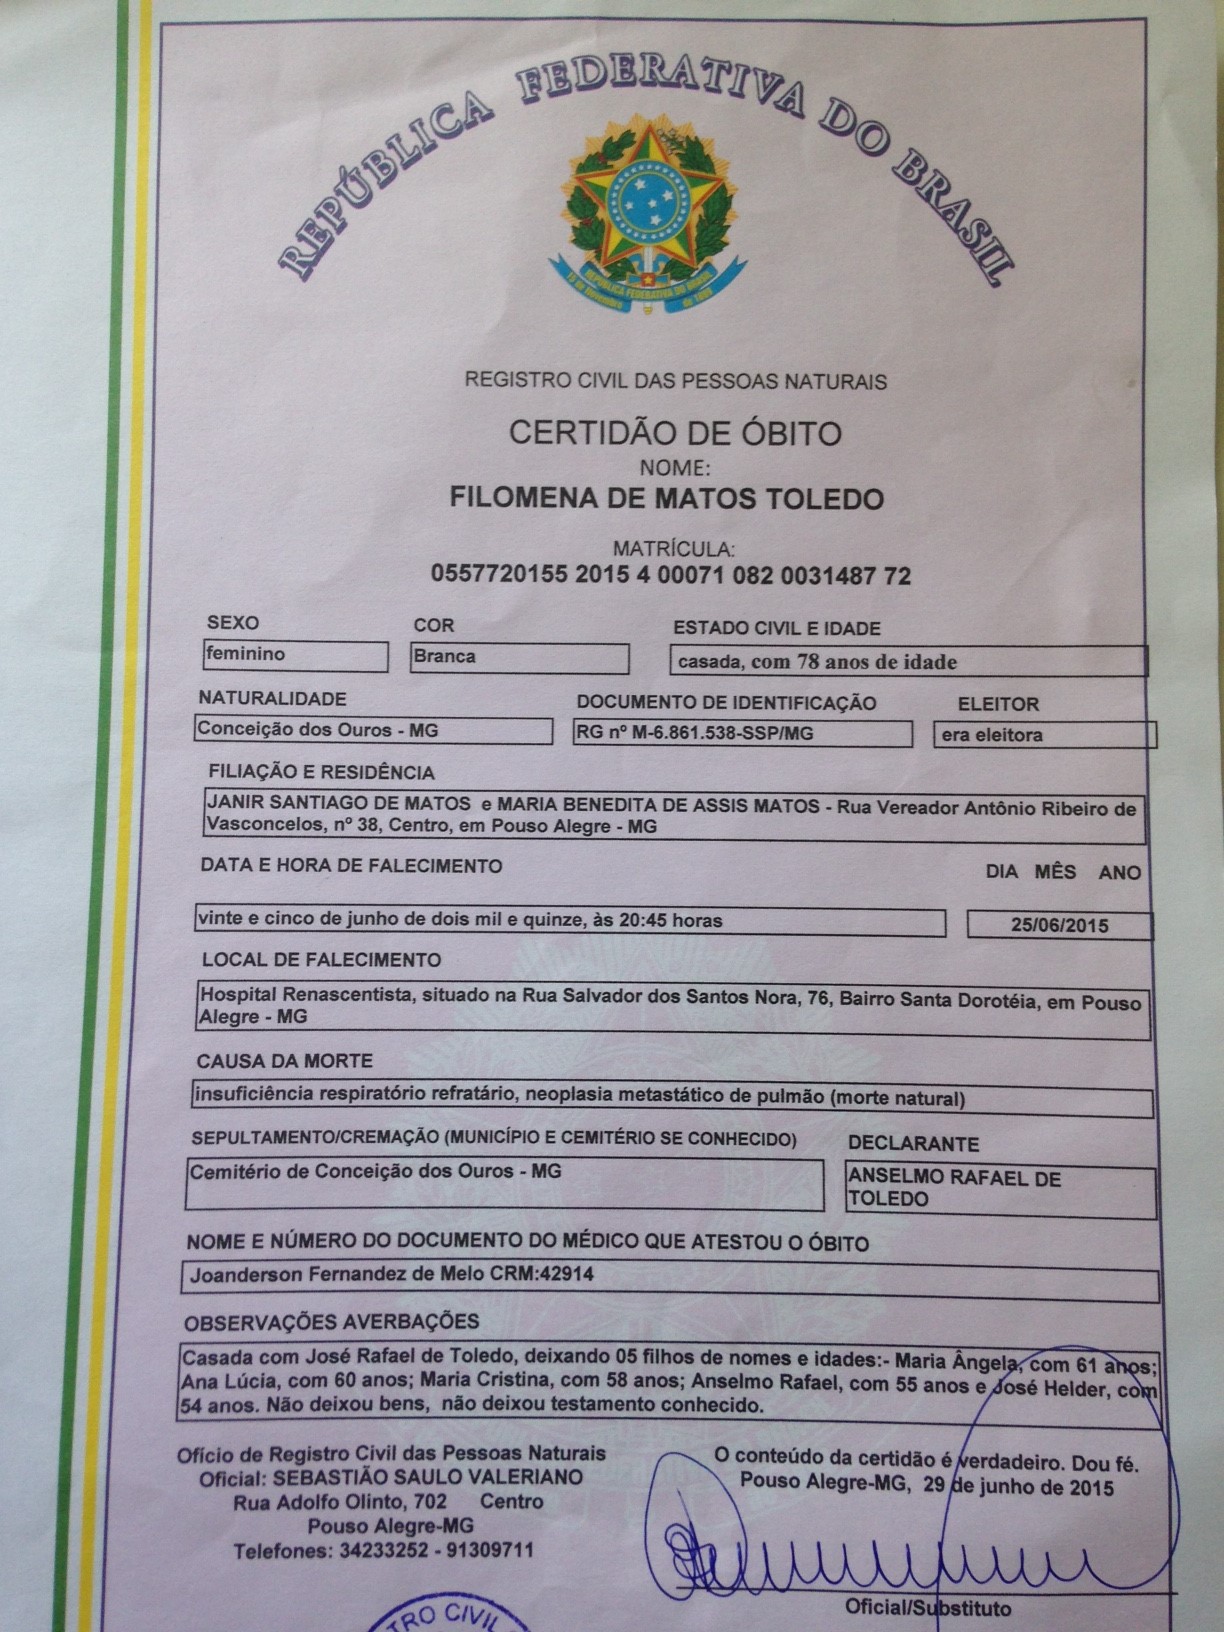 REPÚBLICA FEDERATIVA DO BRASIL
REPÚBLICA FEDERATIVA DO BRASIL
15 de Novembro de 1889
REGISTRO CIVIL DAS PESSOAS NATURAIS
CERTIDÃO DE ÓBITO
NOME:
FILOMENA DE MATOS TOLEDO
MATRÍCULA:
0557720155 2015 4 00071 082 0031487 72
SEXO COR ESTADO CIVIL E IDADE
feminino Branca casada, com 78 anos de idade
NATURALIDADE DOCUMENTO DE IDENTIFICAÇÃO ELEITOR
Conceição dos Ouros - MG RG nº M-6.861.538-SSP/MG era eleitora
FILIAÇÃO E RESIDÊNCIA
JANIR SANTIAGO DE MATOS e MARIA BENEDITA DE ASSIS MATOS - Rua Vereador Antônio Ribeiro de
Vasconcelos, nº 38, Centro, em Pouso Alegre - MG
DATA E HORA DE FALECIMENTO DIA MÊS ANO
vinte e cinco de junho de dois mil e quinze, às 20:45 horas 25/06/2015
LOCAL DE FALECIMENTO
Hospital Renascentista, situado na Rua Salvador dos Santos Nora, 76, Bairro Santa Dorotéia, em Pouso
Alegre - MG
CAUSA DA MORTE
insuficiência respiratório refratário, neoplasia metastático de pulmão (morte natural)
SEPULTAMENTO/CREMAÇÃO (MUNICÍPIO E CEMITÉRIO SE CONHECIDO) DECLARANTE
Cemitério de Conceição dos Ouros - MG ANSELMO RAFAEL DE
TOLEDO
NOME E NÚMERO DO DOCUMENTO DO MÉDICO QUE ATESTOU O ÓBITO
Joanderson Fernandez de Melo CRM:42914
OBSERVAÇÕES AVERBAÇÕES
Casada com José Rafael de Toledo, deixando 05 filhos de nomes e idades:- Maria Ângela, com 61 anos;
Ana Lúcia, com 60 anos; Maria Cristina, com 58 anos; Anselmo Rafael, com 55 anos e José Helder, com
54 anos. Não deixou bens, não deixou testamento conhecido.
Ofício de Registro Civil das Pessoas Naturais
Oficial: SEBASTIÃO SAULO VALERIANO
Rua Adolfo Olinto, 702 Centro
Pouso Alegre-MG
Telefones: 34233252 - 91309711
O conteúdo da certidão é verdadeiro. Dou fé.
Pouso Alegre-MG, 29 de junho de 2015
Oficial/Substituto
TRO CIVIL